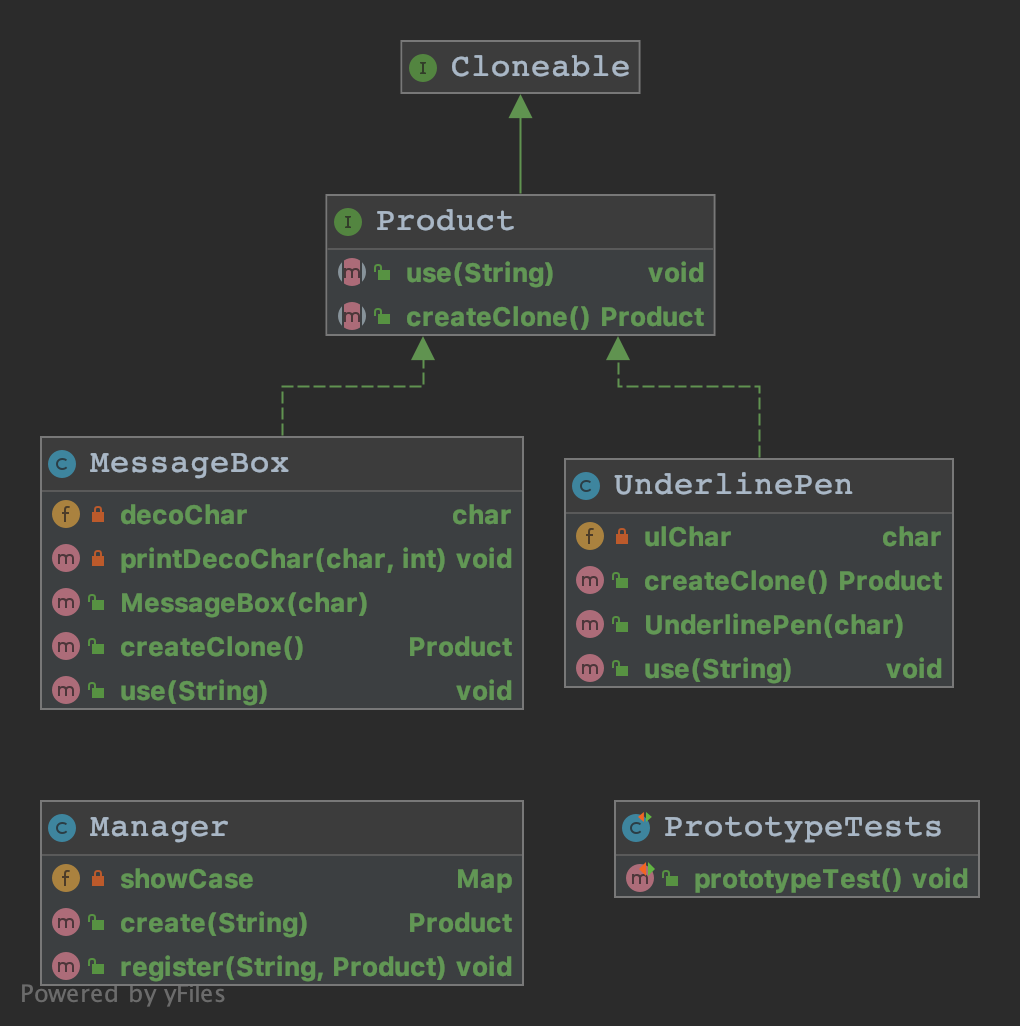 Cloneable
Product
use(String) void
createClone() Product
MessageBox
decoChar char
printDecoChar(char, int) void
MessageBox(char)
createClone() Product
use(String) void
UnderlinePen
ulChar char
createClone() Product
UnderlinePen(char)
use(String) void
Manager
showCase Map
create(String) Product
register(String, Product) void
PrototypeTests
prototypeTest() void
Powered by yFiles